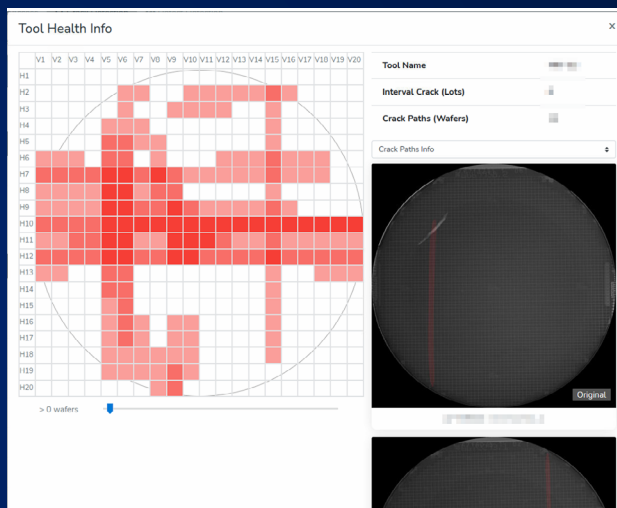 Tool Health Info
×
V1 V2 V3 V4 V5 V6 V7 V8 V9 V10 V11 V12 V13 V14 V15 V16 V17 V18 V19 V20
H1
H2
H3
H4
H5
H6
H7
H8
H9
H10
H11
H12
H13
H14
H15
H16
H17
H18
H19
H20
> 0 wafers
Tool Name
Interval Crack (Lots)
Crack Paths (Wafers)
Crack Paths Info
Original